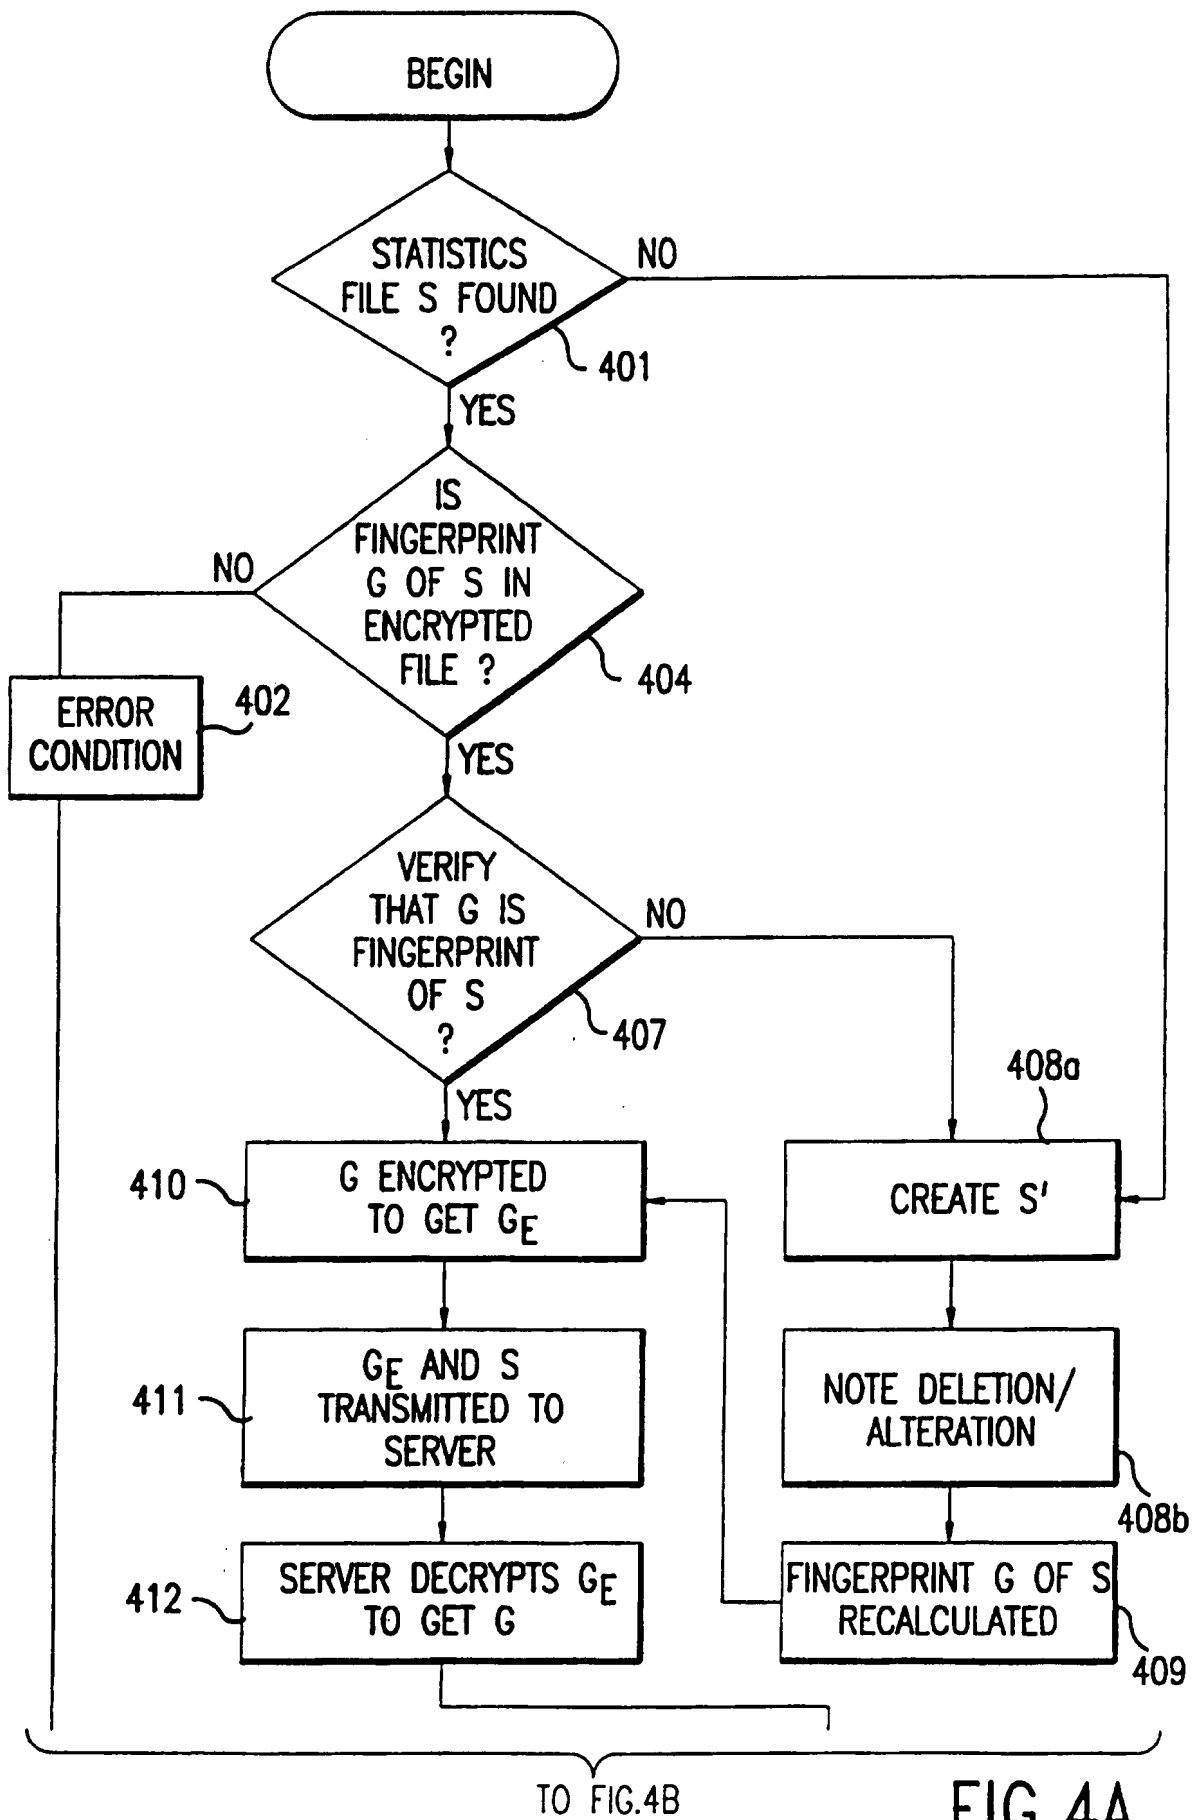 BEGIN
STATISTICS
FILE S FOUND
?
NO
401
YES
IS
FINGERPRINT
G OF S IN
ENCRYPTED
FILE ?
NO
404
ERROR
CONDITION
402
YES
VERIFY
THAT G IS
FINGERPRINT
OF S
?
NO
407
YES
408a
410
G ENCRYPTED
TO GET GE
CREATE S'
411
GE AND S
TRANSMITTED TO
SERVER
NOTE DELETION/
ALTERATION
408b
412
SERVER DECRYPTS GE
TO GET G
FINGERPRINT G OF S
RECALCULATED
409
TO FIG.4B
FIG.4A